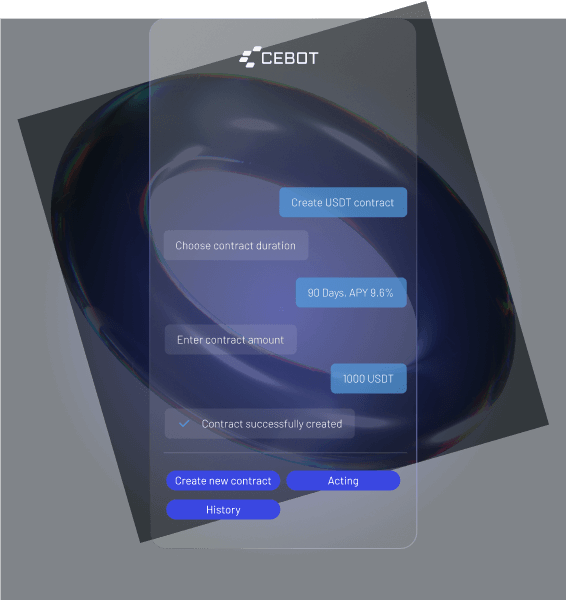 CEBOT
Create USDT contract
Choose contract duration
90 Days. APY 9.6%
Enter contract amount
1000 USDT
Contract successfully created
Create new contract
Acting
History